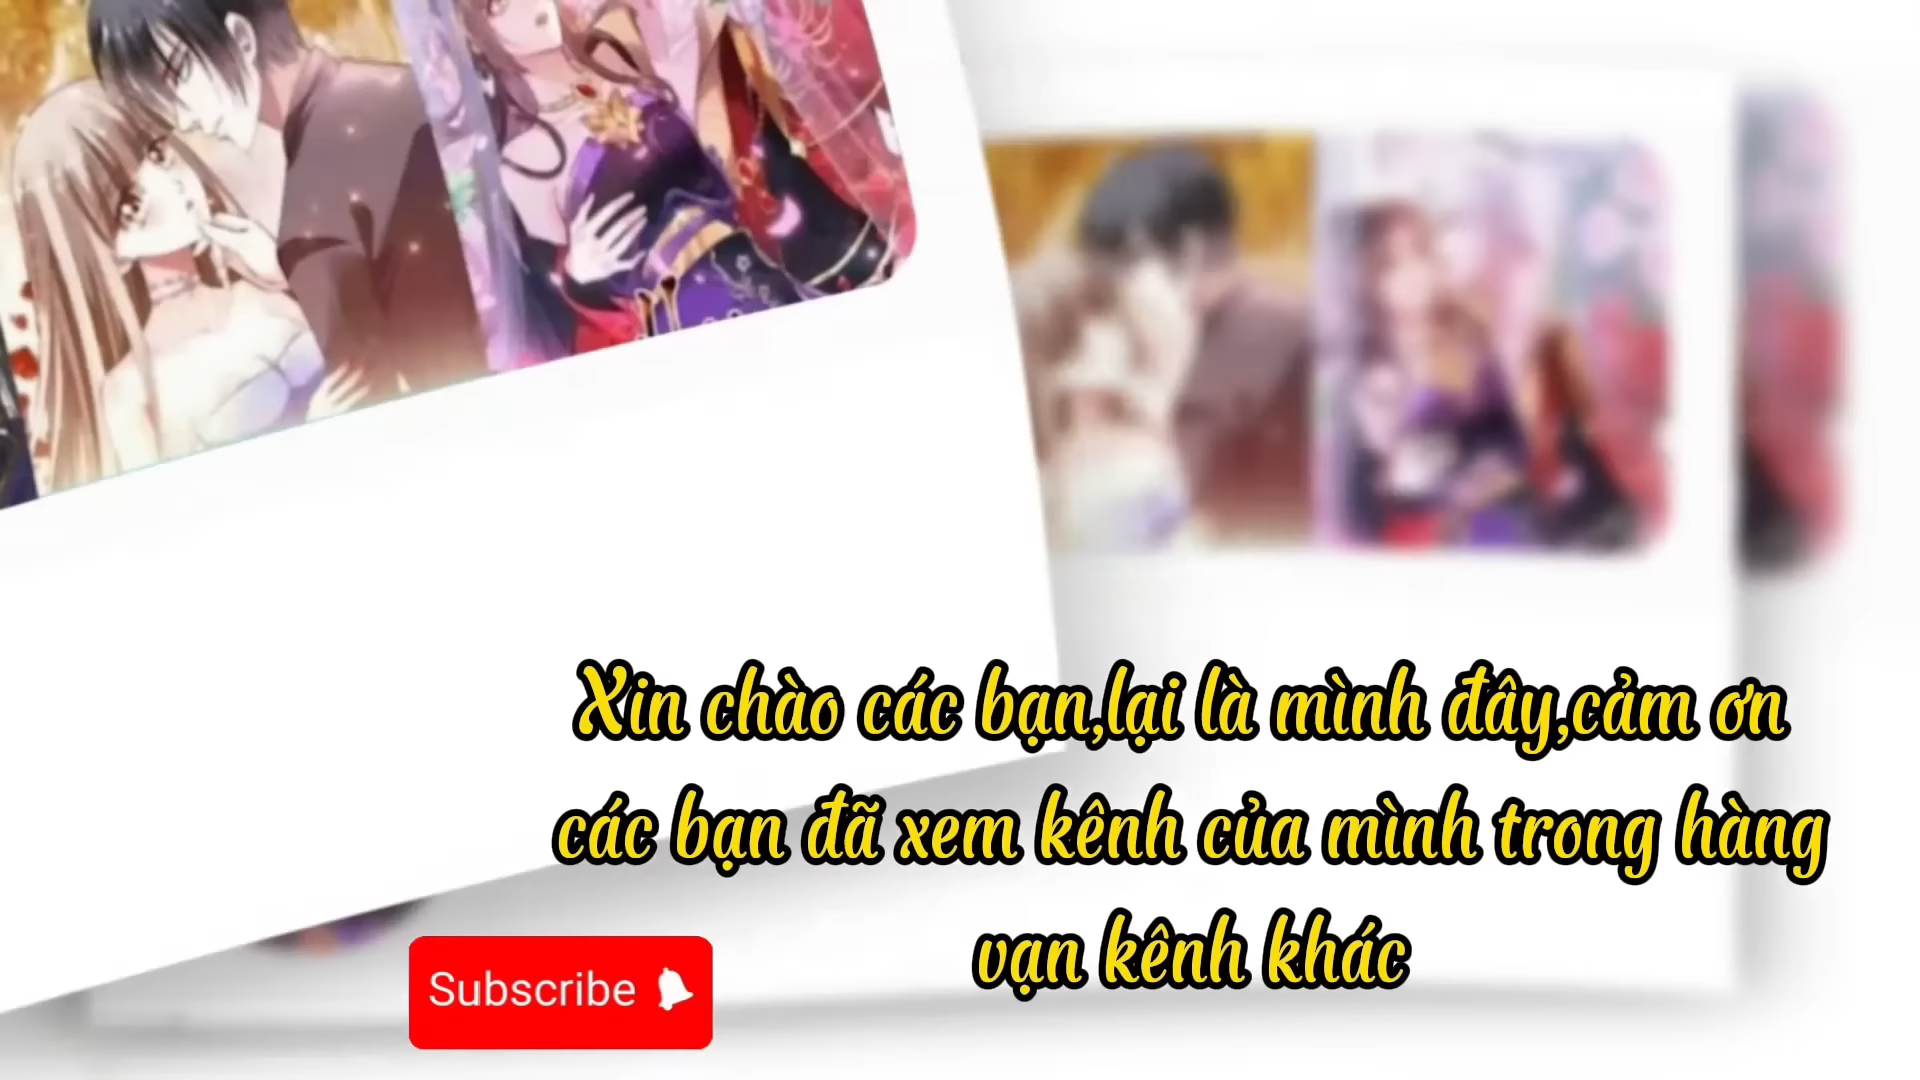 Xin chào các bạn,lại là mình đây,cảm ơn
các bạn đã xem kênh của mình trong hàng
vạn kênh khác
Subscribe